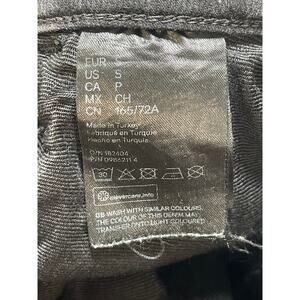 EUR S
US S
CA P
MX CH
CN 165/72A
Made in Turkey
Fabriqué en Turquie
Hecho en Turquía
O/N 182404
30
clevercare.info
GB WASH WITH SIMILAR COLOURS.
THE COLOUR OF THIS DENIM MAY
TRANSFER ONTO LIGHT COLOURED